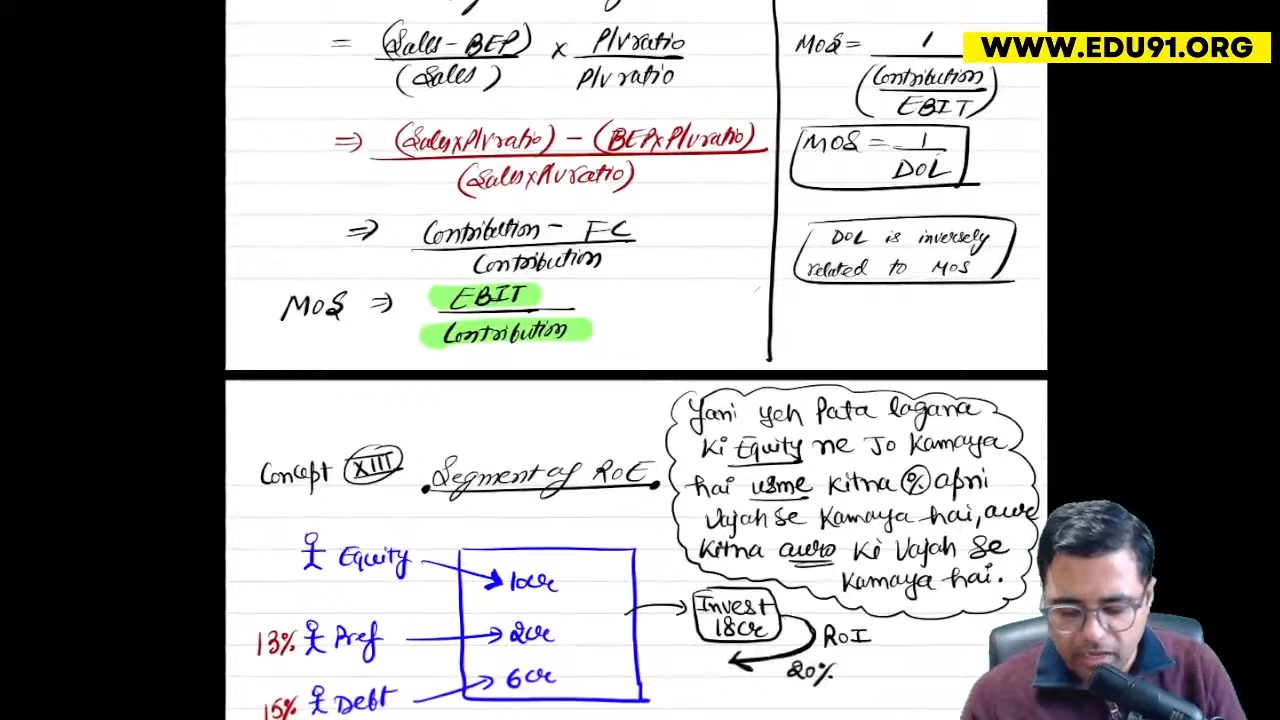 WWW.EDU91.ORG
= (Sales - BEP) / (Sales) × P/v ratio / P/v ratio
⇒ (Sales x P/v ratio) - (BEP x P/v ratio) / (Sales x P/v ratio)
⇒ Contribution - FC / Contribution
MOS ⇒ EBIT / Contribution
MOS = 1 / (Contribution / EBIT)
MOS = 1 / DOL
DOL is inversely
related to MOS
Concept XIII
Segment of ROE
Yani yeh Pata lagana
Ki Equity ne Jo Kamaya
hai usme Kitna % apni
Vajah se Kamaya hai, aur
Kitna auro Ki Vajah se
Kamaya hai.
Equity → 10cr
13% Pref → 2cr
15% Debt → 6cr
Invest
18cr
ROI
20%